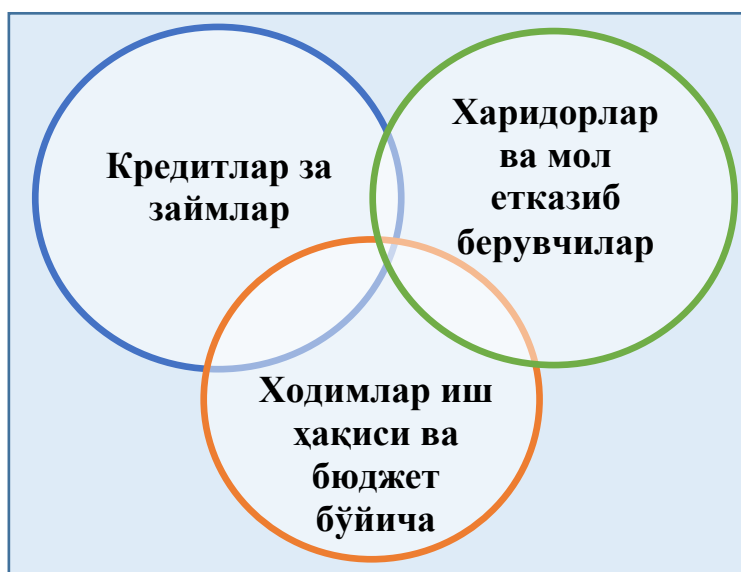 Кредитлар за
займлар
Харидорлар
ва мол
етказиб
берувчилар
Ходимлар иш
ҳақиси ва
бюджет
бўйича